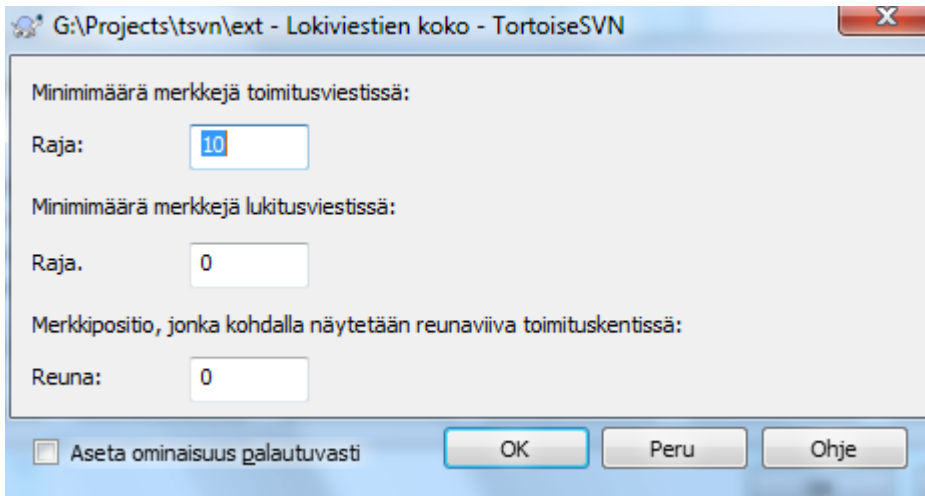 G:\Projects\tsvn\ext - Lokiviestien koko - TortoiseSVN
Minimimäärä merkkejä toimitusviestissä:
Raja: 10
Minimimäärä merkkejä lukitusviestissä:
Raja. 0
Merkkipositio, jonka kohdalla näytetään reunaviiva toimituskentissä:
Reuna: 0
Aseta ominaisuus palautuvasti OK Peru Ohje